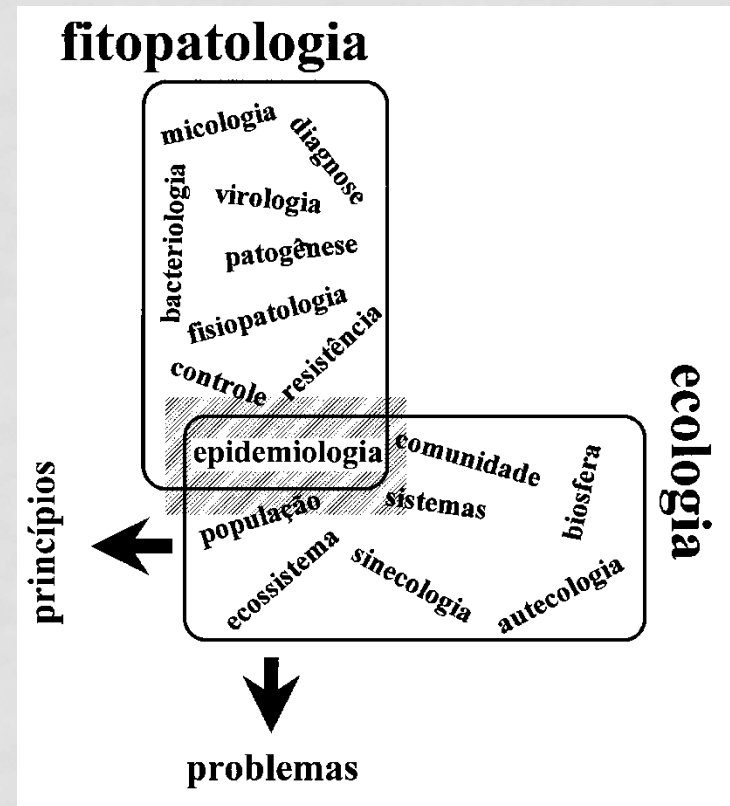 fitopatologia
micologia
diagnose
bacteriologia
virologia
patogênese
fisiopatologia
controle
resistência
epidemiologia
comunidade
sistemas
biosfera
população
ecossistema
sinecologia
autecologia
ecologia
princípios
problemas